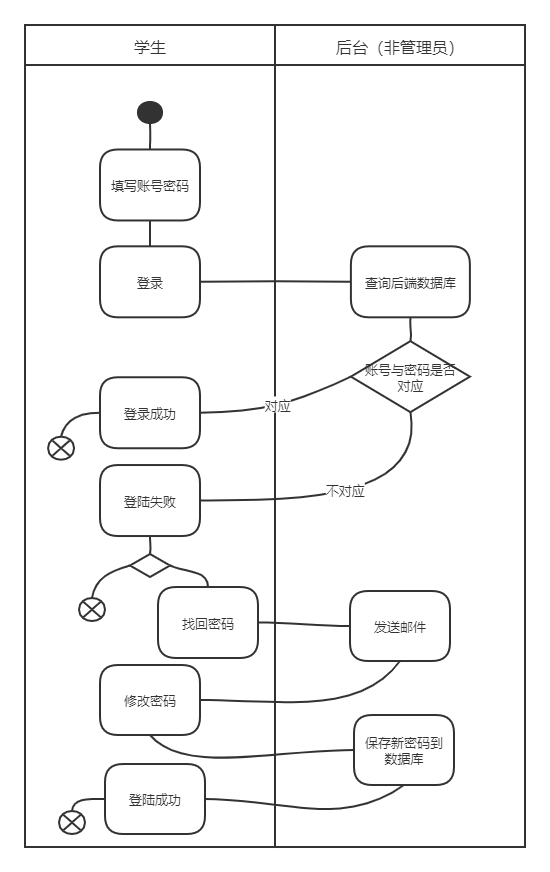 学生
后台（非管理员）
填写账号密码
登录
查询后端数据库
账号与密码是否
对应
对应
登录成功
不对应
登陆失败
找回密码
发送邮件
修改密码
保存新密码到
数据库
登陆成功